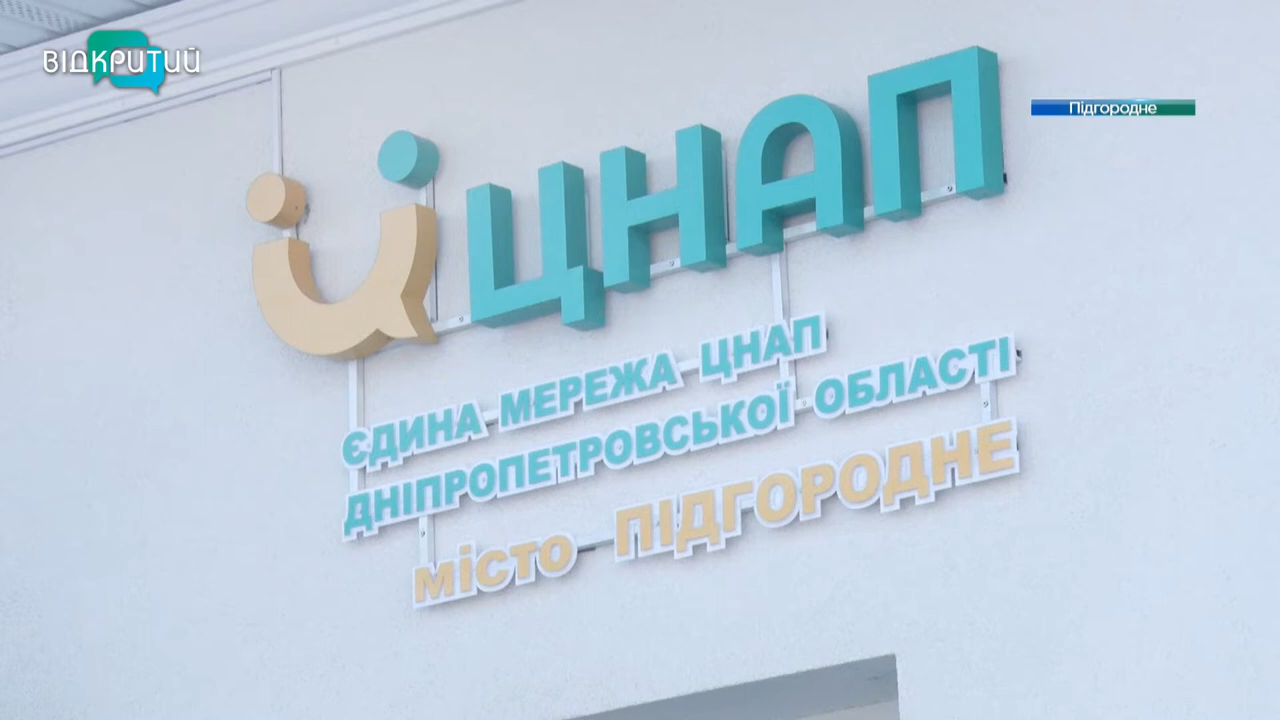 ВІДКРИТИЙ
Підгородне
ЦНАП
ЄДИНА МЕРЕЖА ЦНАП
ДНІПРОПЕТРОВСЬКОЇ ОБЛАСТІ
МІСТО ПІДГОРОДНЕ